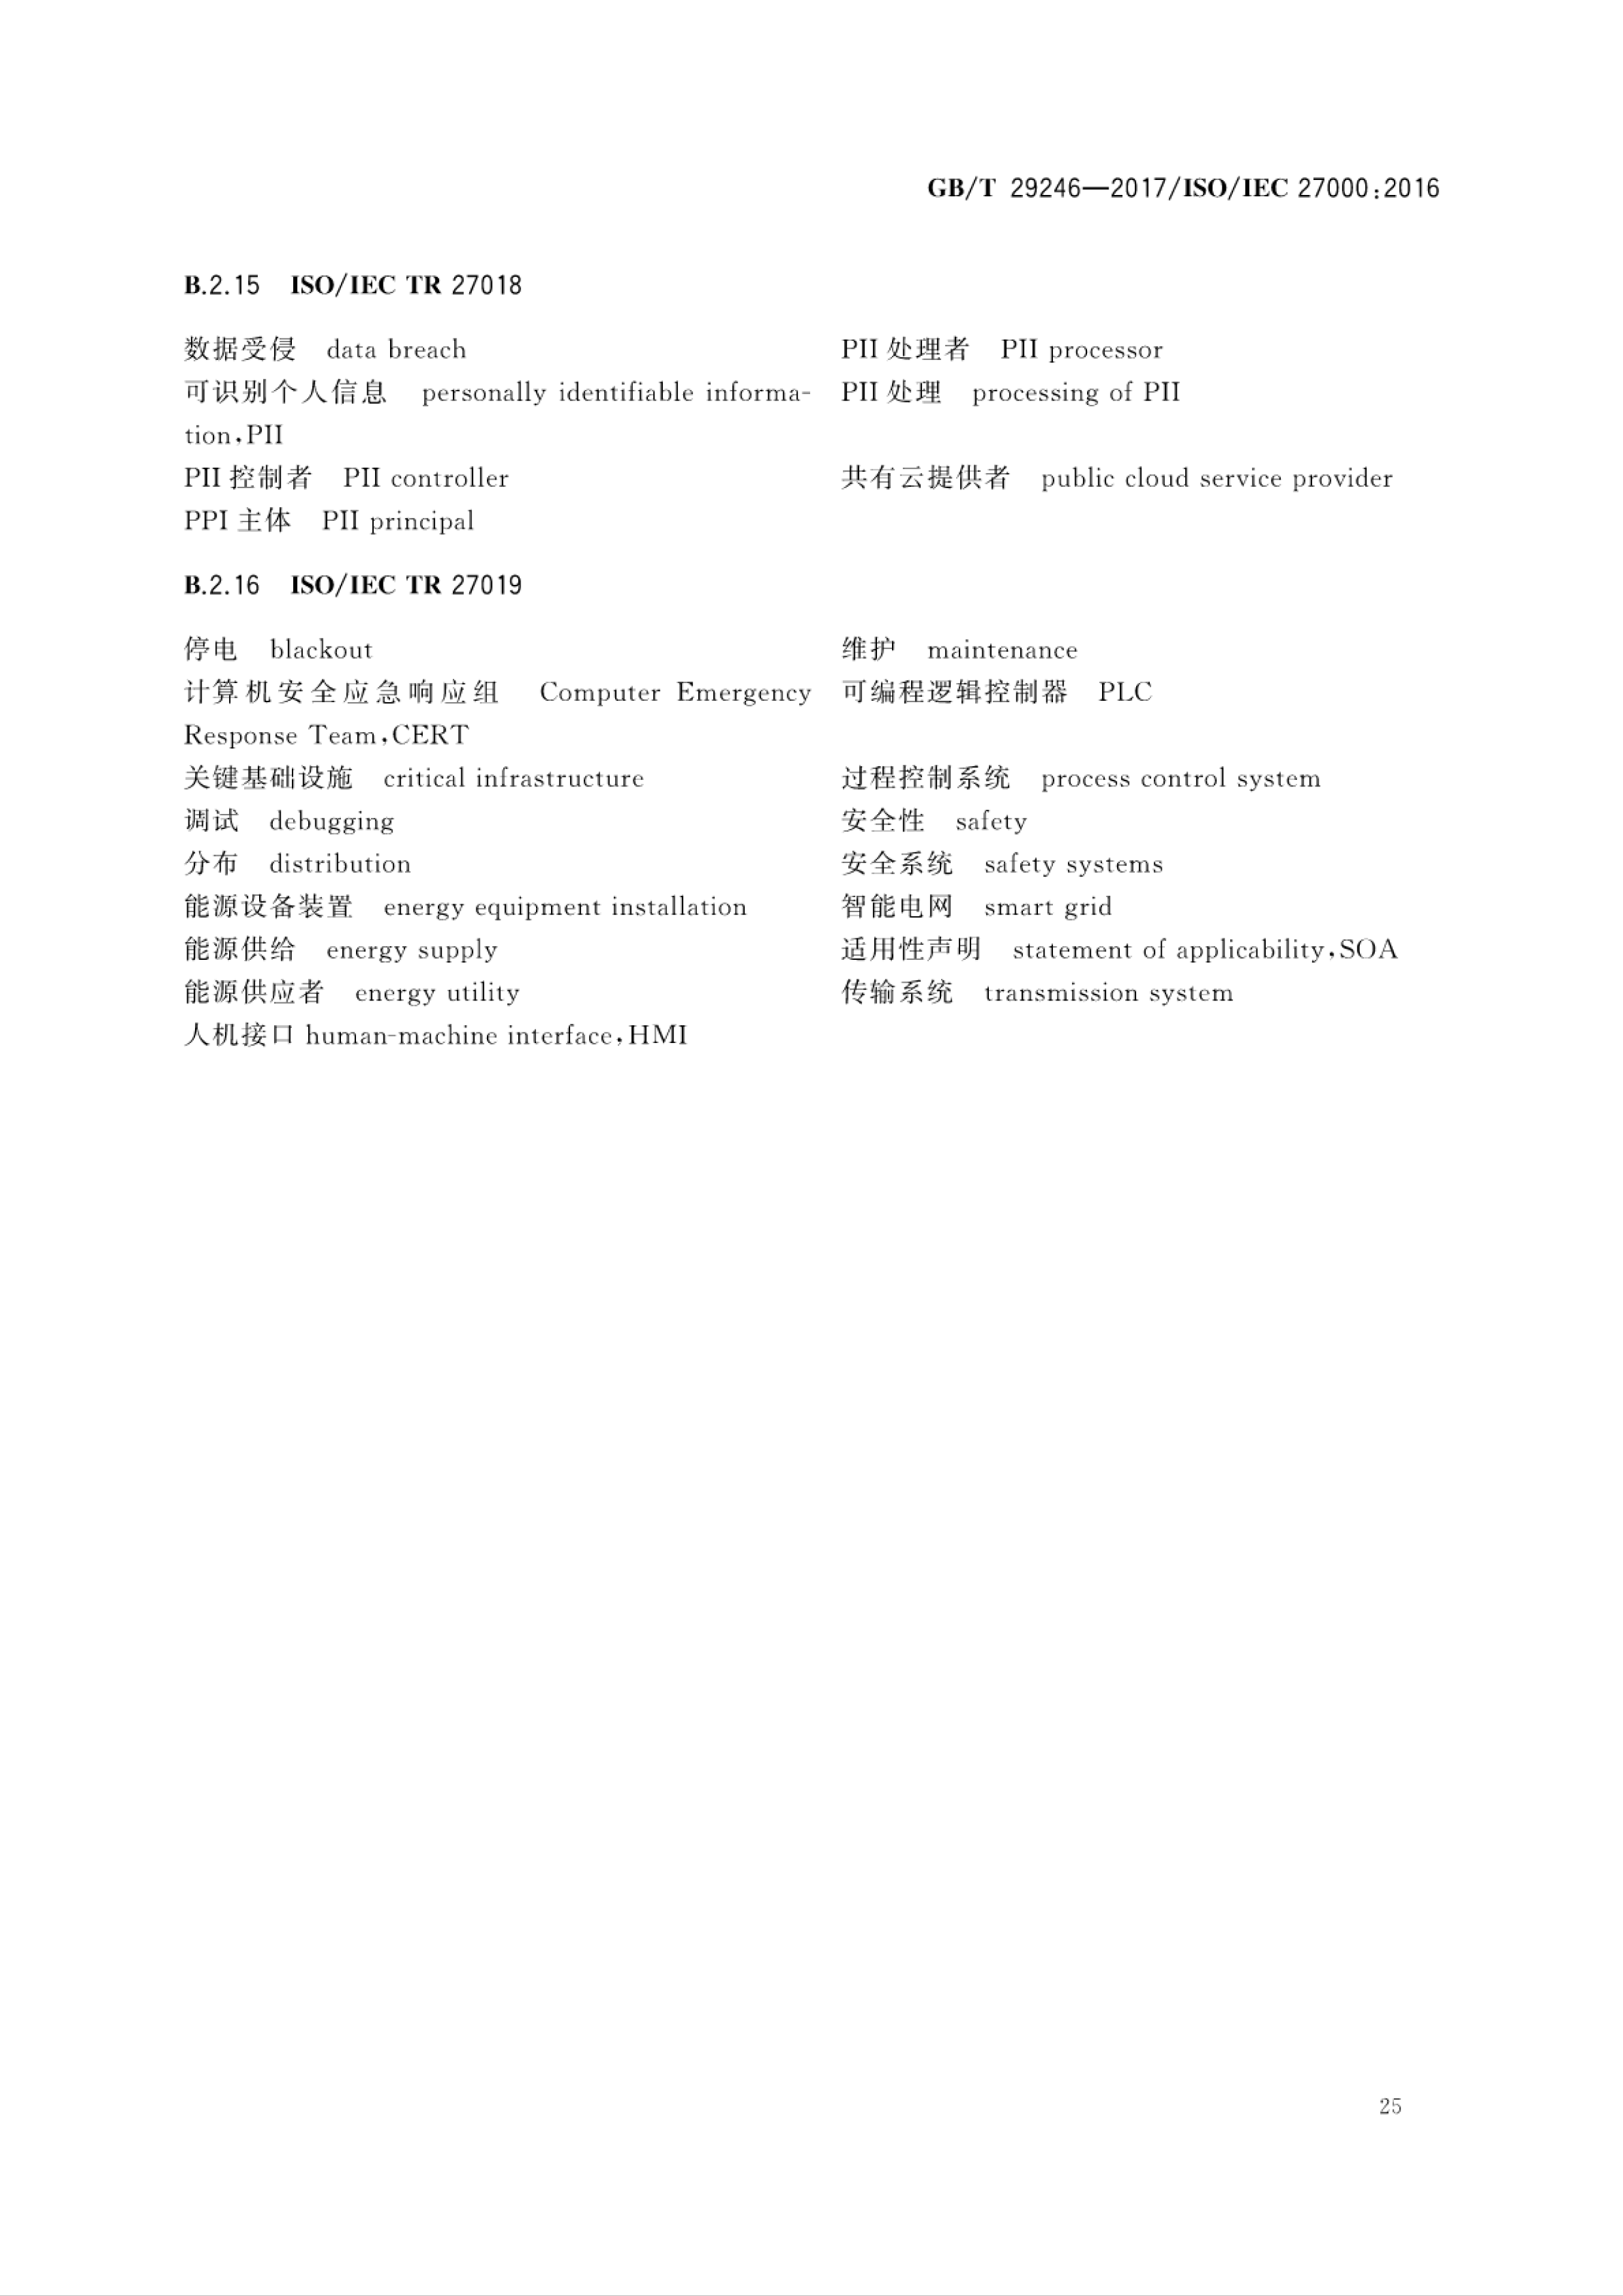 GB/T 29246—2017/ISO/IEC 27000:2016
B.2.15 ISO/IEC TR 27018
数据受侵 data breach
可识别个人信息 personally identifiable informa-
tion,PII
PII 控制者 PII controller
PPI 主体 PII principal
PII 处理者 PII processor
PII 处理 processing of PII
共有云提供者 public cloud service provider
B.2.16 ISO/IEC TR 27019
停电 blackout
计算机安全应急响应组 Computer Emergency
Response Team,CERT
关键基础设施 critical infrastructure
调试 debugging
分布 distribution
能源设备装置 energy equipment installation
能源供给 energy supply
能源供应者 energy utility
人机接口 human-machine interface,HMI
维护 maintenance
可编程逻辑控制器 PLC
过程控制系统 process control system
安全性 safety
安全系统 safety systems
智能电网 smart grid
适用性声明 statement of applicability,SOA
传输系统 transmission system
25